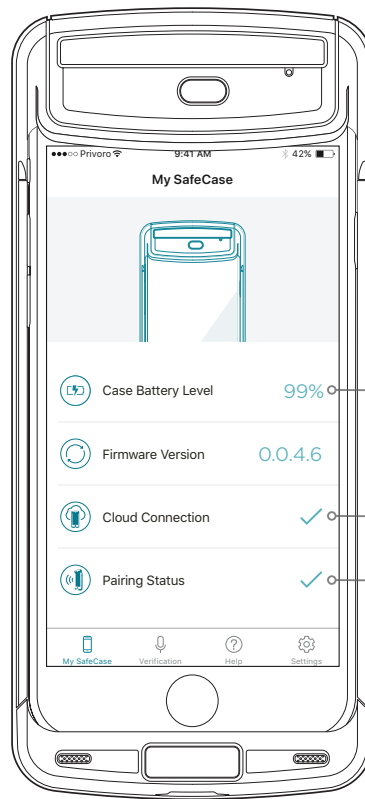 Privoro 9:41 AM 42%
My SafeCase
Case Battery Level 99%
Firmware Version 0.0.4.6
Cloud Connection
Pairing Status
My SafeCase Verification Help Settings